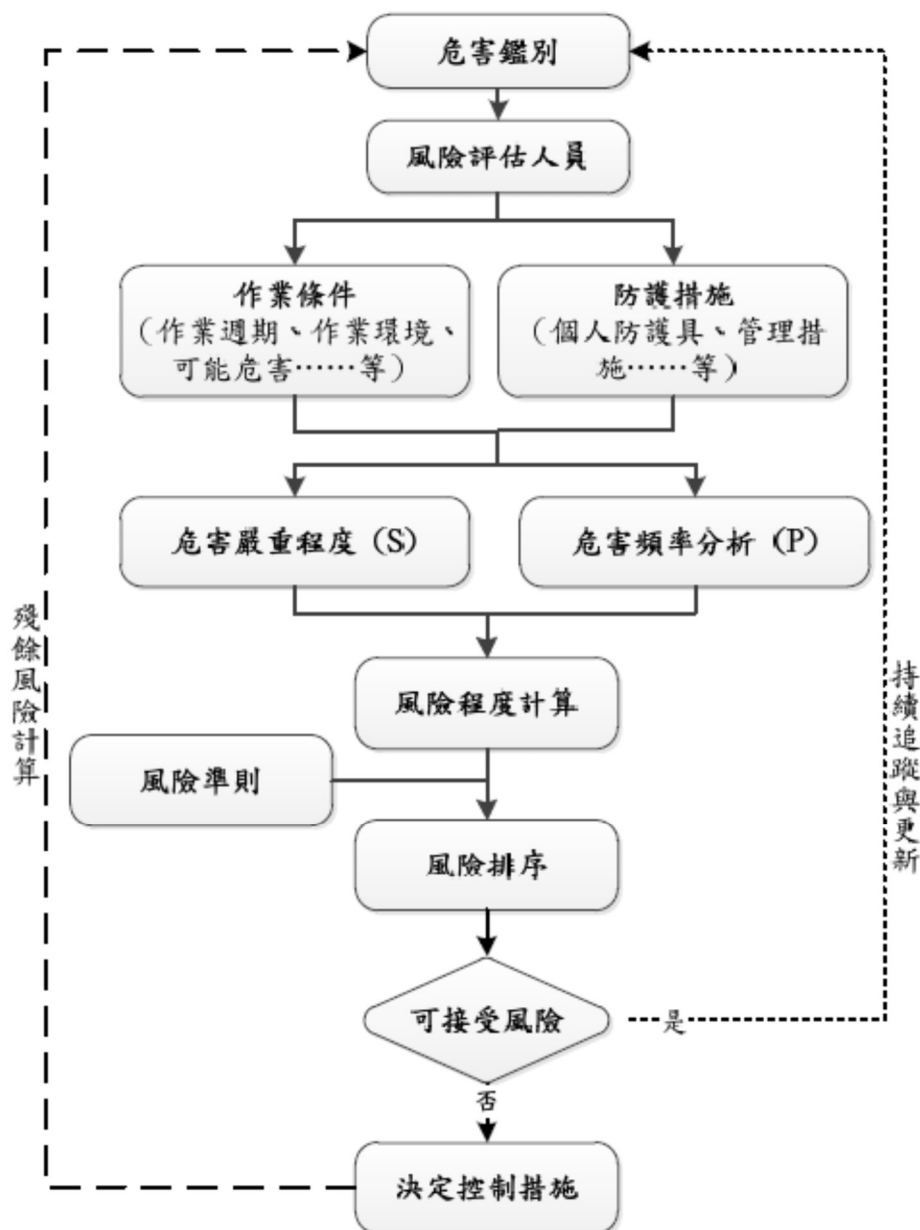 危害鑑別
風險評估人員
作業條件
（作業週期、作業環境、
可能危害……等）
防護措施
（個人防護具、管理措
施……等）
危害嚴重程度（S）
危害頻率分析（P）
殘餘風險計算
持續追蹤與更新
風險程度計算
風險準則
風險排序
可接受風險
是
否
決定控制措施